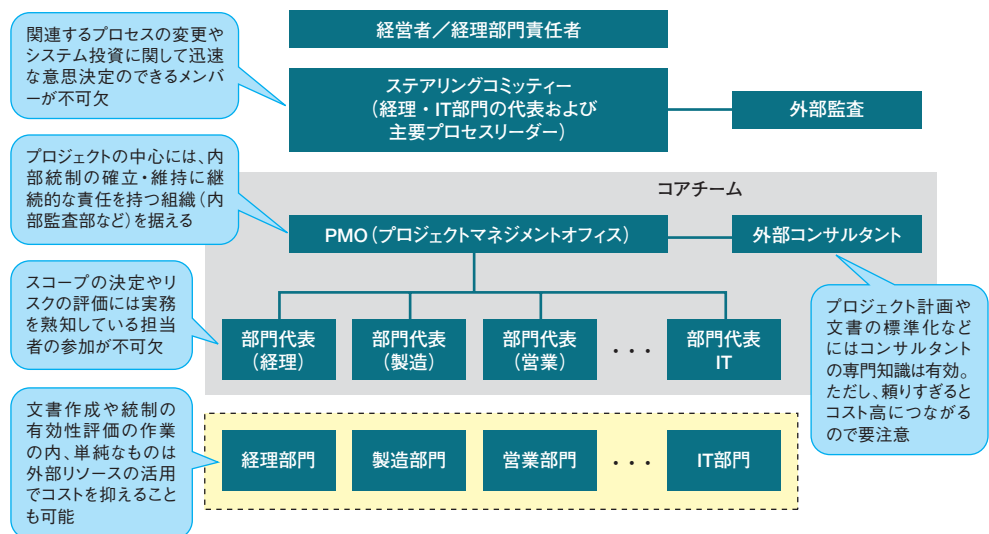 関連するプロセスの変更や
システム投資に関して迅速
な意思決定のできるメンバ
ーが不可欠
経営者／経理部門責任者
ステアリングコミッティー
（経理・IT部門の代表および
主要プロセスリーダー）
外部監査
プロジェクトの中心には、内
部統制の確立・維持に継
続的な責任を持つ組織（内
部監査部など）を据える
コアチーム
PMO（プロジェクトマネジメントオフィス）
外部コンサルタント
スコープの決定やリ
スクの評価には実務
を熟知している担当
者の参加が不可欠
部門代表
（経理）
部門代表
（製造）
部門代表
（営業）
・・・
部門代表
IT
プロジェクト計画や
文書の標準化など
にはコンサルタント
の専門知識は有効。
ただし、頼りすぎると
コスト高につながる
ので要注意
文書作成や統制の
有効性評価の作業
の内、単純なものは
外部リソースの活用
でコストを抑えること
も可能
経理部門
製造部門
営業部門
・・・
IT部門